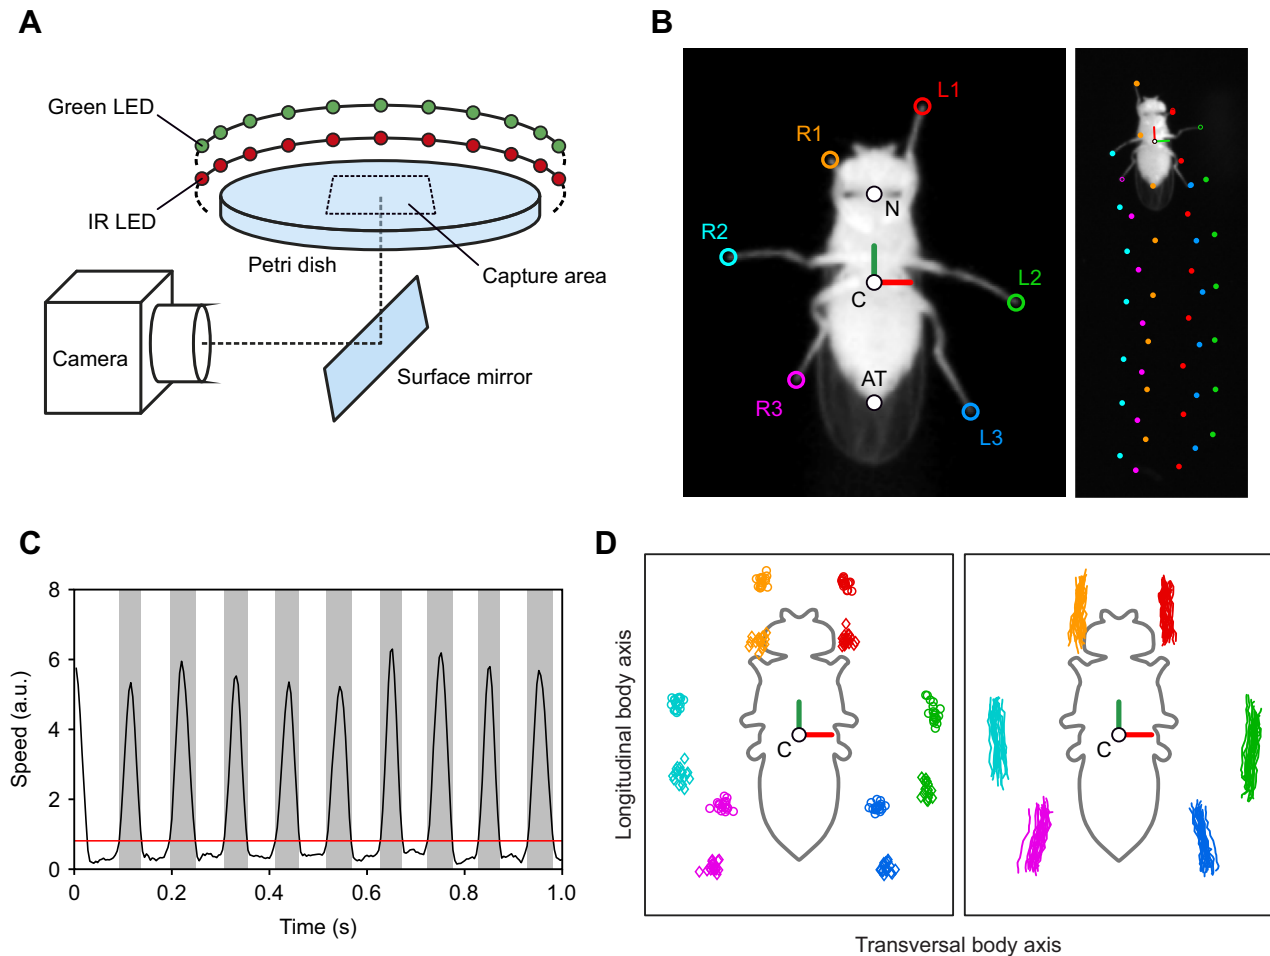 A
Green LED
IR LED
Petri dish
Capture area
Camera
Surface mirror
B
L1
R1
N
R2
C
L2
AT
R3
L3
C
8
6
4
2
0
Speed (a.u.)
0
0.2
0.4
0.6
0.8
1.0
Time (s)
D
Longitudinal body axis
C
C
Transversal body axis